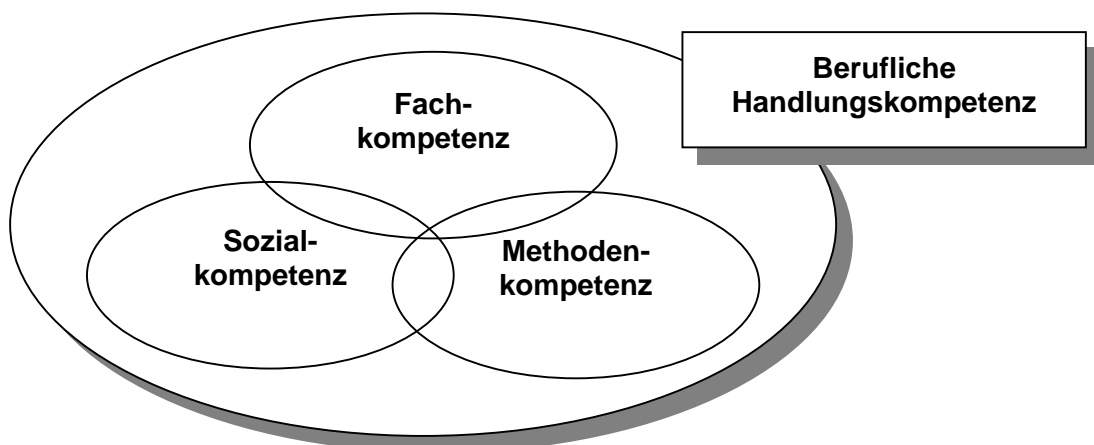 Berufliche
Handlungskompetenz
Fach-
kompetenz
Sozial-
kompetenz
Methoden-
kompetenz